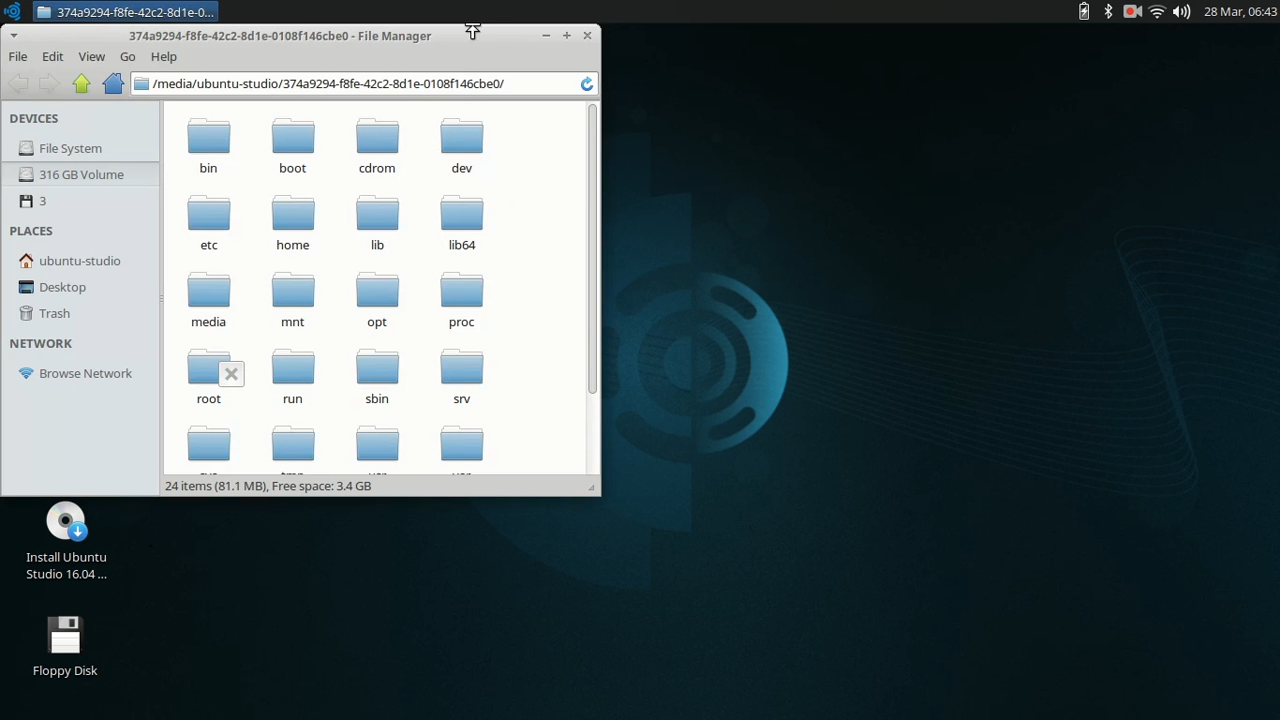 374a9294-f8fe-42c2-8d1e-0...
28 Mar, 06:43
374a9294-f8fe-42c2-8d1e-0108f146cbe0 - File Manager
File Edit View Go Help
/media/ubuntu-studio/374a9294-f8fe-42c2-8d1e-0108f146cbe0/
DEVICES
File System
316 GB Volume
3
PLACES
ubuntu-studio
Desktop
Trash
NETWORK
Browse Network
bin boot cdrom dev
etc home lib lib64
media mnt opt proc
root run sbin srv
24 items (81.1 MB), Free space: 3.4 GB
Install Ubuntu
Studio 16.04 ...
Floppy Disk